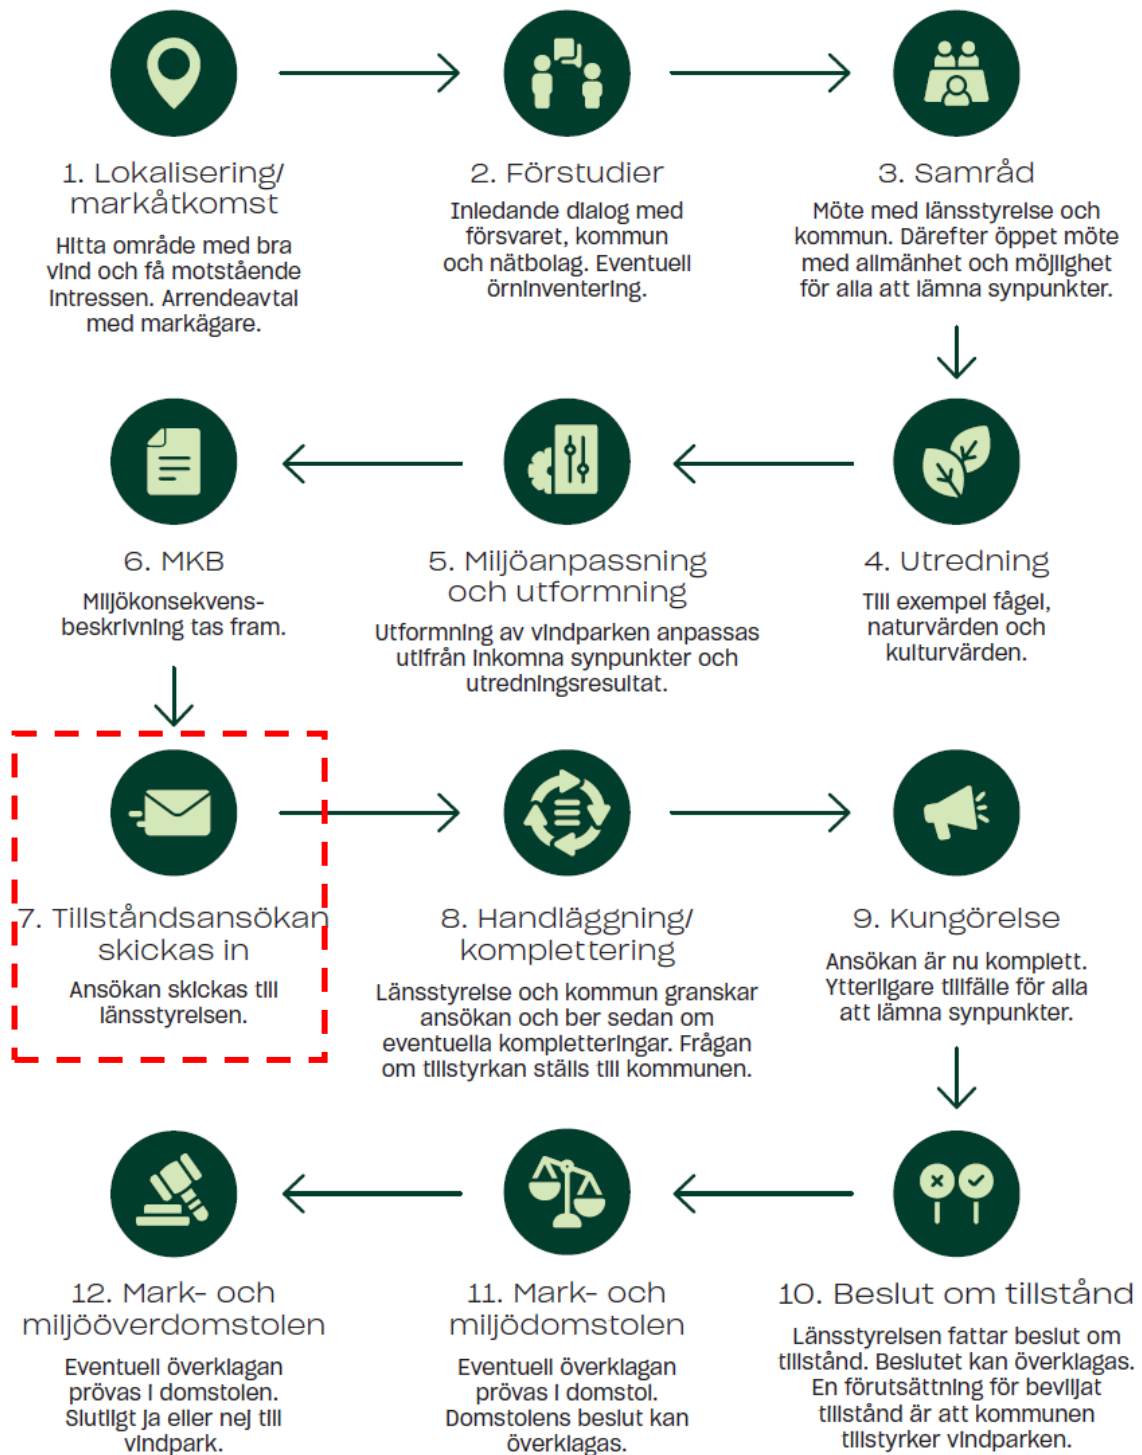 1. Lokalisering/
markåtkomst
Hitta område med bra
vind och få motstående
intressen. Arrendeavtal
med markägare.
2. Förstudier
Inledande dialog med
försvaret, kommun
och nätbolag. Eventuell
örninventering.
3. Samråd
Möte med länsstyrelse och
kommun. Därefter öppet möte
med allmänhet och möjlighet
för alla att lämna synpunkter.
4. Utredning
Till exempel fågel,
naturvärden och
kulturvärden.
5. Miljöanpassning
och utformning
Utformning av vindparken anpassas
utifrån inkomna synpunkter och
utredningsresultat.
6. MKB
Miljökonsekvens-
beskrivning tas fram.
7. Tillståndsansökan
skickas in
Ansökan skickas till
länsstyrelsen.
8. Handläggning/
komplettering
Länsstyrelse och kommun granskar
ansökan och ber sedan om
eventuella kompletteringar. Frågan
om tillstyrkan ställs till kommunen.
9. Kungörelse
Ansökan är nu komplett.
Ytterligare tillfälle för alla
att lämna synpunkter.
10. Beslut om tillstånd
Länsstyrelsen fattar beslut om
tillstånd. Beslutet kan överklagas.
En förutsättning för beviljat
tillstånd är att kommunen
tillstyrker vindparken.
11. Mark- och
miljödomstolen
Eventuell överklagan
prövas i domstol.
Domstolens beslut kan
överklagas.
12. Mark- och
miljööverdomstolen
Eventuell överklagan
prövas i domstolen.
Slutligt ja eller nej till
vindpark.